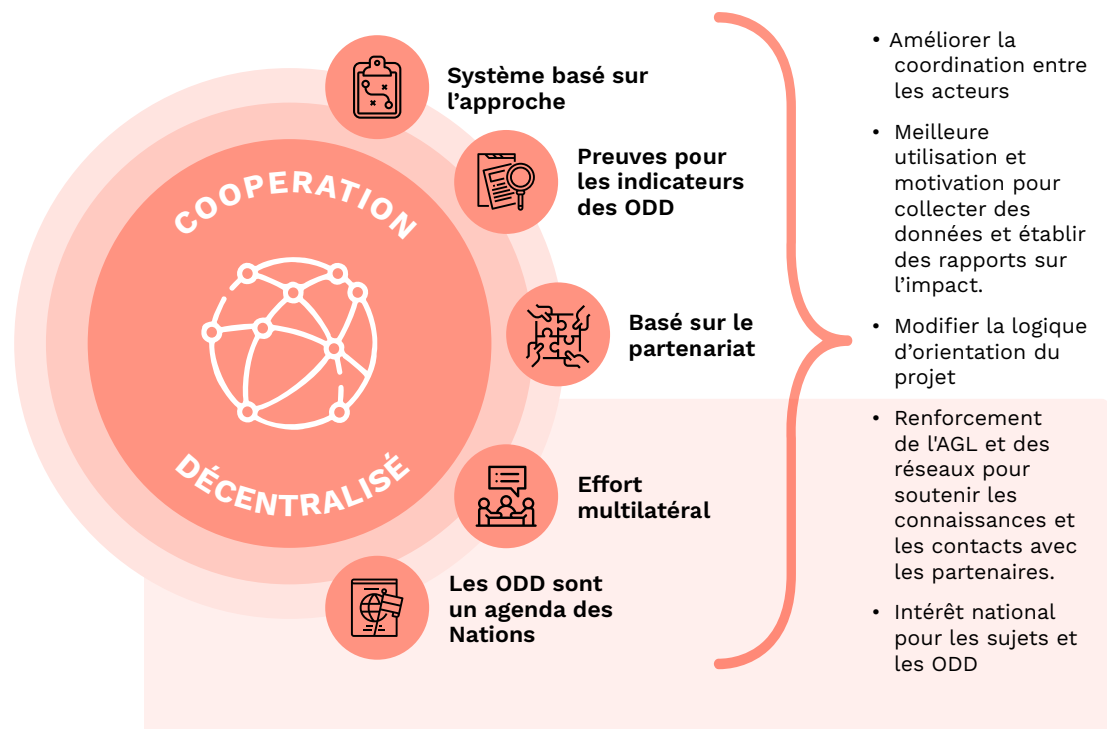 COOPERATION
DÉCENTRALISÉ
Système basé sur
l’approche
Preuves pour
les indicateurs
des ODD
Basé sur le
partenariat
Effort
multilatéral
Les ODD sont
un agenda des
Nations
• Améliorer la
coordination entre
les acteurs
• Meilleure
utilisation et
motivation pour
collecter des
données et établir
des rapports sur
l’impact.
• Modifier la logique
d’orientation du
projet
• Renforcement
de l'AGL et des
réseaux pour
soutenir les
connaissances et
les contacts avec
les partenaires.
• Intérêt national
pour les sujets et
les ODD